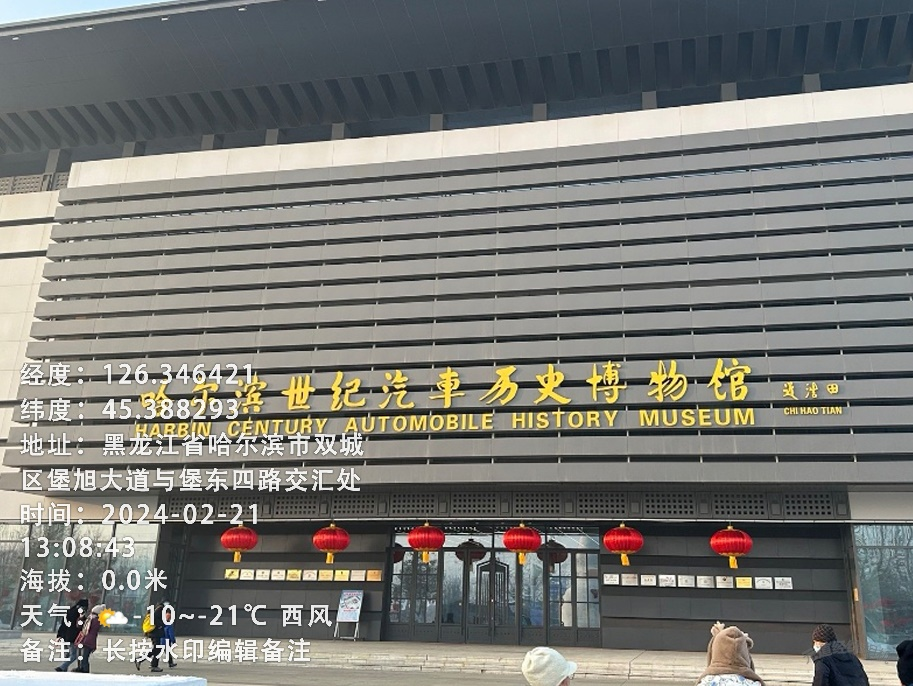 哈尔滨世纪汽車历史博物馆
HARBIN CENTURY AUTOMOBILE HISTORY MUSEUM
CHI HAO TIAN
经度：126.346421
纬度：45.388293
地址：黑龙江省哈尔滨市双城
区堡旭大道与堡东四路交汇处
时间：2024-02-21
13:08:43
海拔：0.0米
天气： -10~-21℃ 西风
备注：长按水印编辑备注